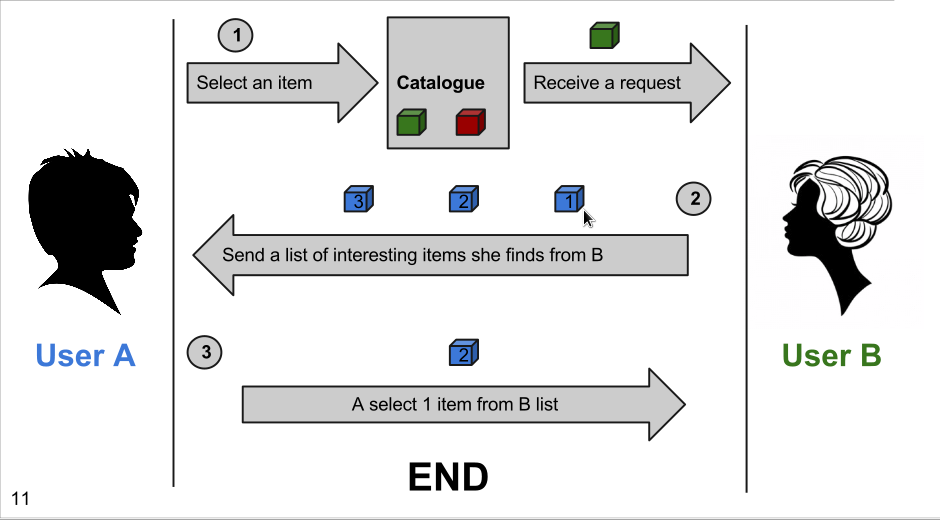 1
Select an item
Catalogue
Receive a request
3
2
1
2
Send a list of interesting items she finds from B
User A
3
2
User B
A select 1 item from B list
END
11